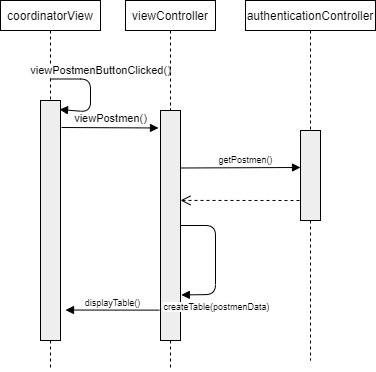 coordinatorView
viewController
authenticationController
viewPostmenButtonClicked()
viewPostmen()
getPostmen()
displayTable()
createTable(postmenData)